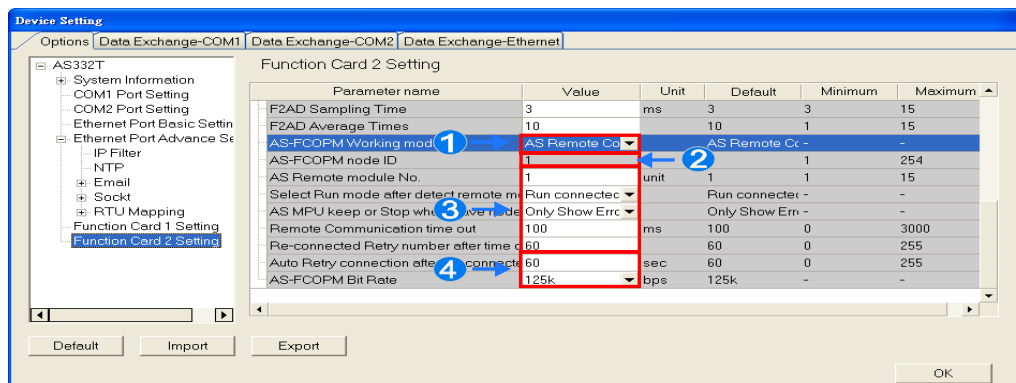 Device Setting
Options Data Exchange-COM1 Data Exchange-COM2 Data Exchange-Ethernet
AS332T
System Information
COM1 Port Setting
COM2 Port Setting
Ethernet Port Basic Settin
Ethernet Port Advance Se
IP Filter
NTP
Email
Sockt
RTU Mapping
Function Card 1 Setting
Function Card 2 Setting
Function Card 2 Setting
Parameter name Value Unit Default Minimum Maximum
F2AD Sampling Time 3 ms 3 3 15
F2AD Average Times 10 10 1 15
AS-FCOPM Working mod 1 AS Remote Co AS Remote Co -
AS-FCOPM node ID 1 2 1 254
AS Remote module No. 1 unit 1 1 15
Select Run mode after detect remote m Run connected Run connected - -
AS MPU keep or Stop whe 3 ave node Only Show Erro Only Show Erro - -
Remote Communication time out 100 ms 100 0 3000
Re-connected Retry number after time o 60 60 0 255
Auto Retry connection afte 4 connecte 60 sec 60 0 255
AS-FCOPM Bit Rate 125k bps 125k - -
Default Import Export
OK